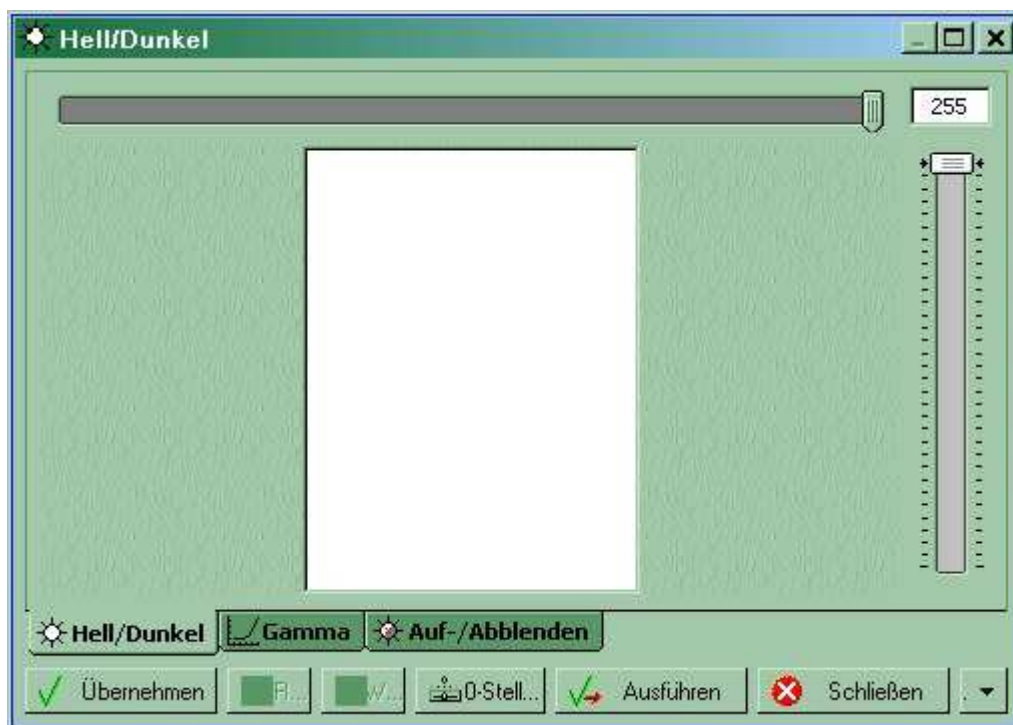 Hell/Dunkel
255
Hell/Dunkel Gamma Auf-/Abblenden
Übernehmen R... W... 0-Stell... Ausführen Schließen